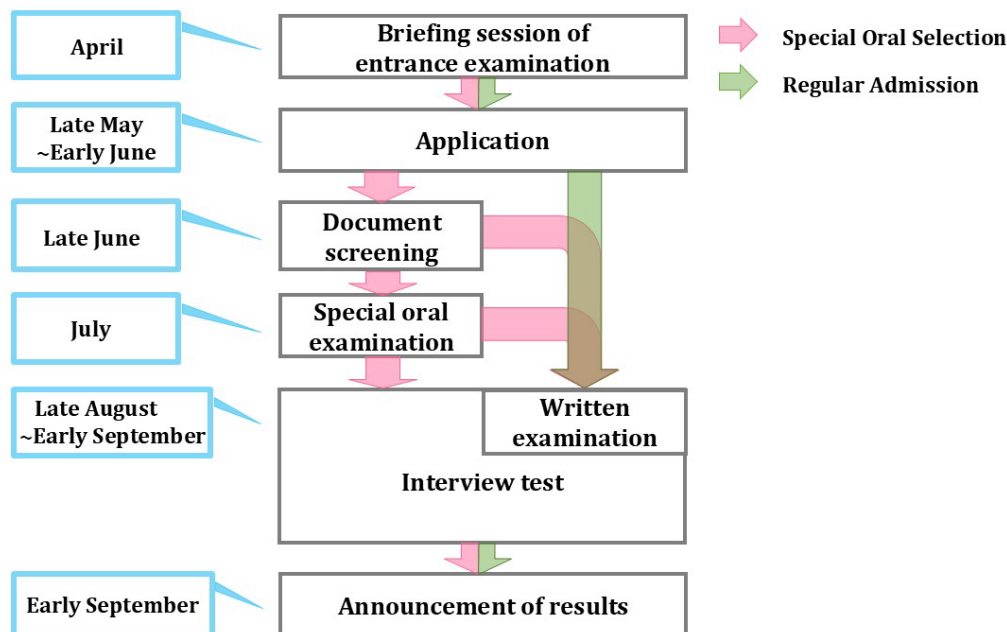 April
Briefing session of
entrance examination
Special Oral Selection
Regular Admission
Late May
~Early June
Application
Late June
Document
screening
July
Special oral
examination
Late August
~Early September
Written
examination
Interview test
Early September
Announcement of results